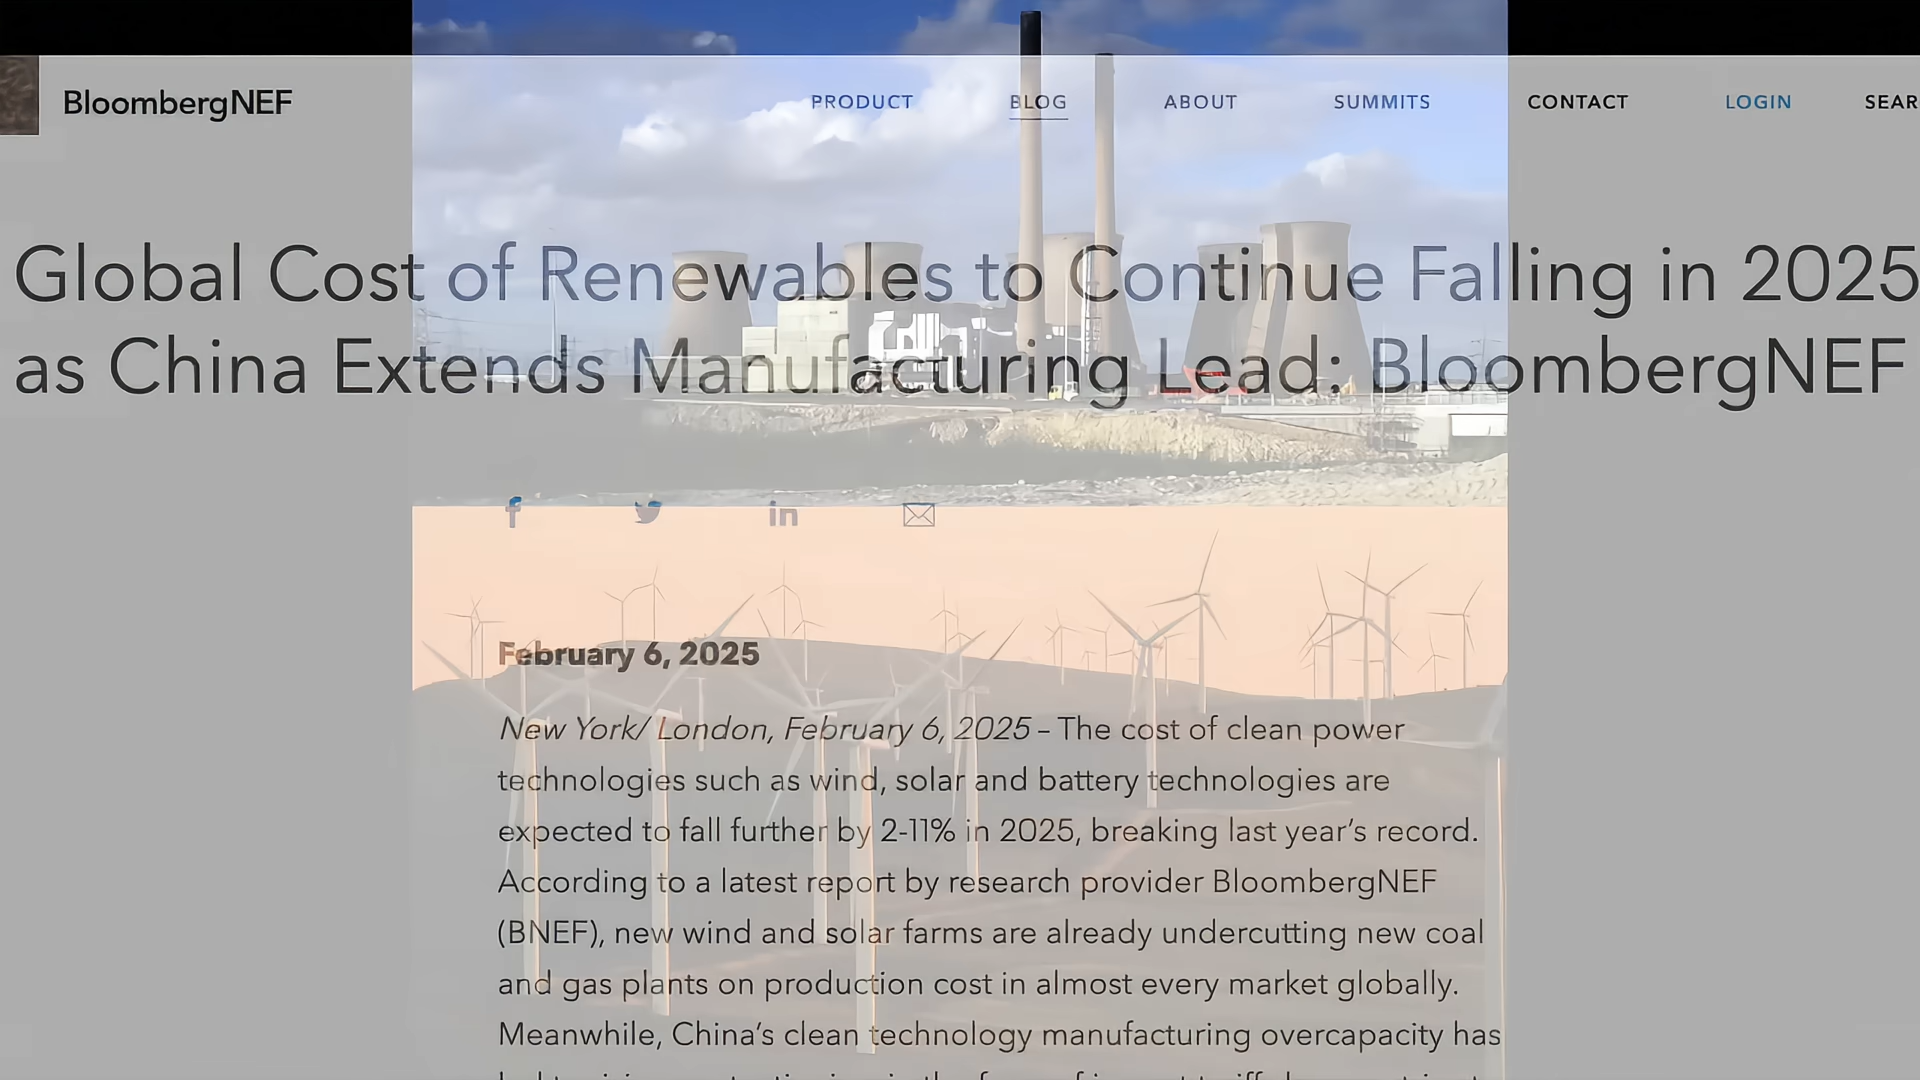 BloombergNEF
PRODUCT BLOG ABOUT SUMMITS CONTACT LOGIN SEAR
Global Cost of Renewables to Continue Falling in 2025
as China Extends Manufacturing Lead: BloombergNEF
February 6, 2025
New York/ London, February 6, 2025 – The cost of clean power
technologies such as wind, solar and battery technologies are
expected to fall further by 2-11% in 2025, breaking last year’s record.
According to a latest report by research provider BloombergNEF
(BNEF), new wind and solar farms are already undercutting new coal
and gas plants on production cost in almost every market globally.
Meanwhile, China’s clean technology manufacturing overcapacity has